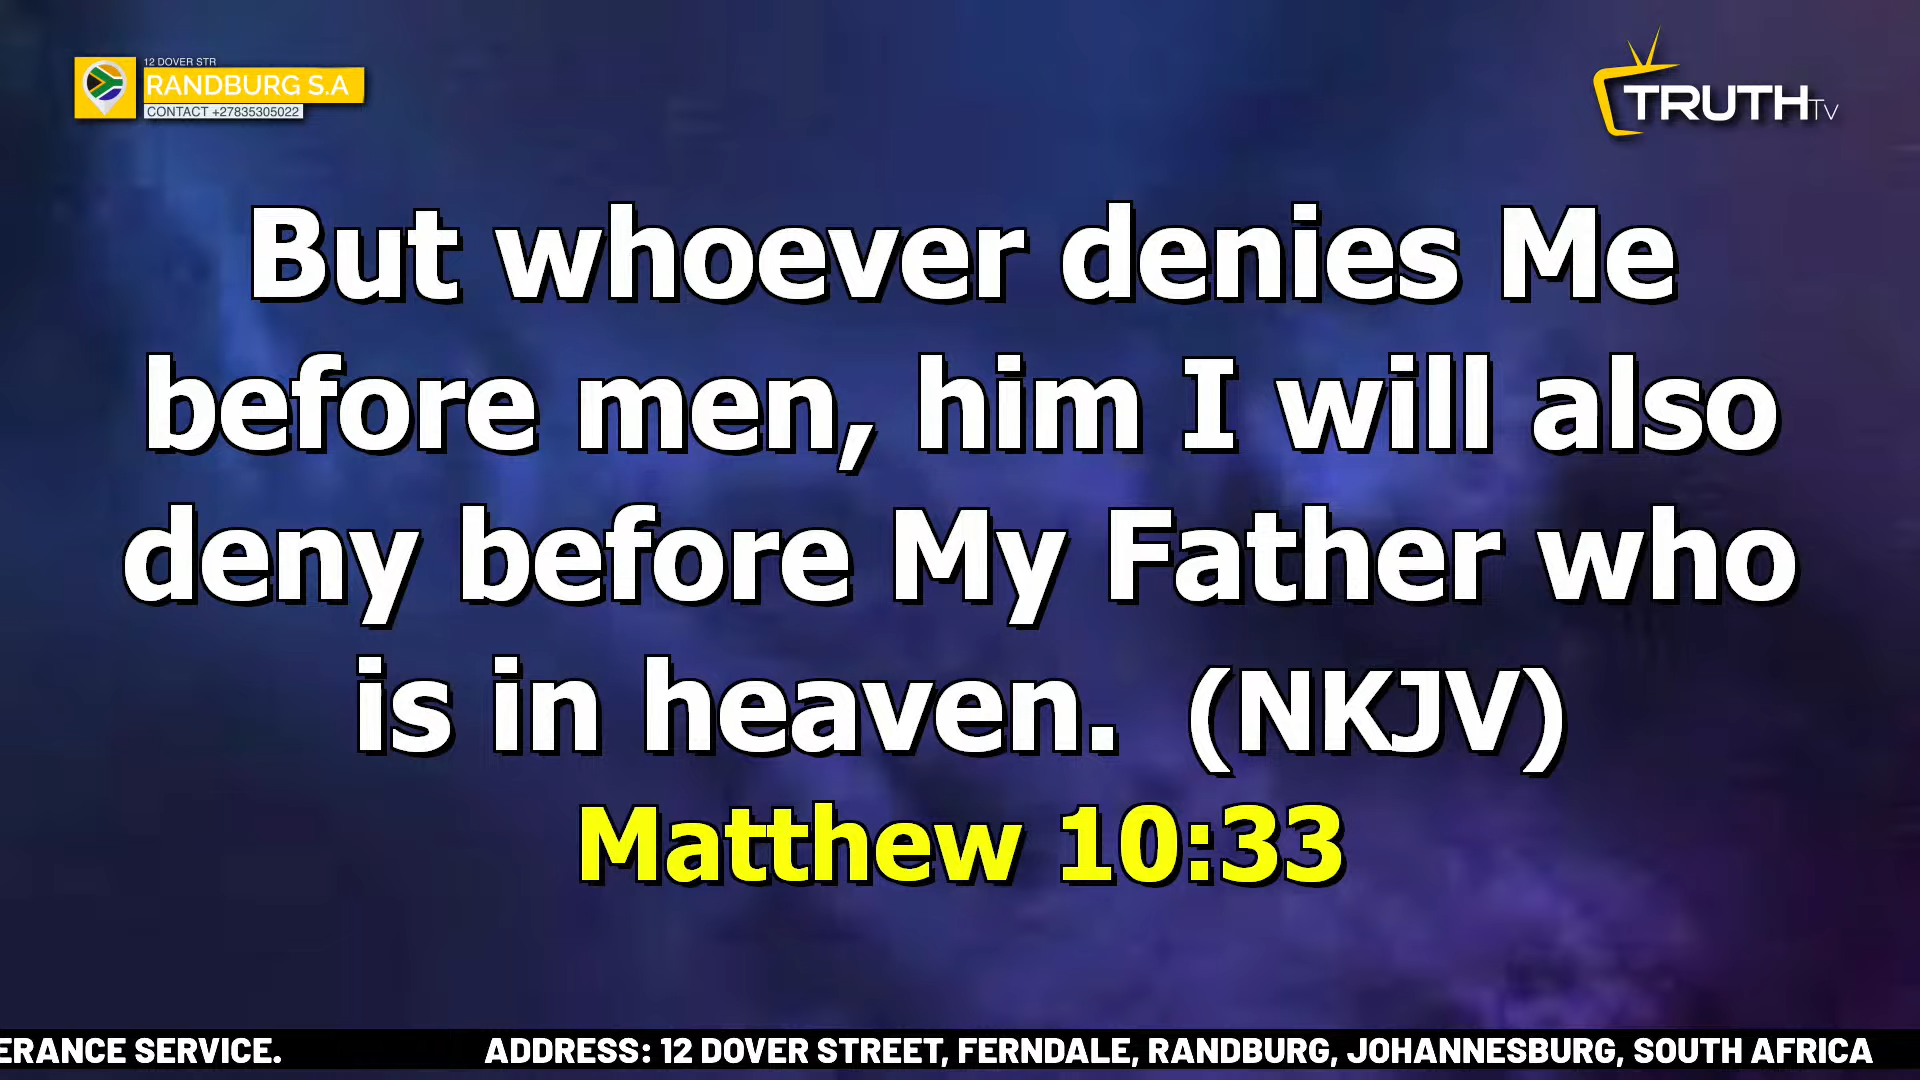 12 DOVER STR
RANDBURG S.A
CONTACT +27835305022
TRUTHTV
But whoever denies Me
before men, him I will also
deny before My Father who
is in heaven.  (NKJV)
Matthew 10:33
ERANCE SERVICE. ADDRESS: 12 DOVER STREET, FERNDALE, RANDBURG, JOHANNESBURG, SOUTH AFRICA